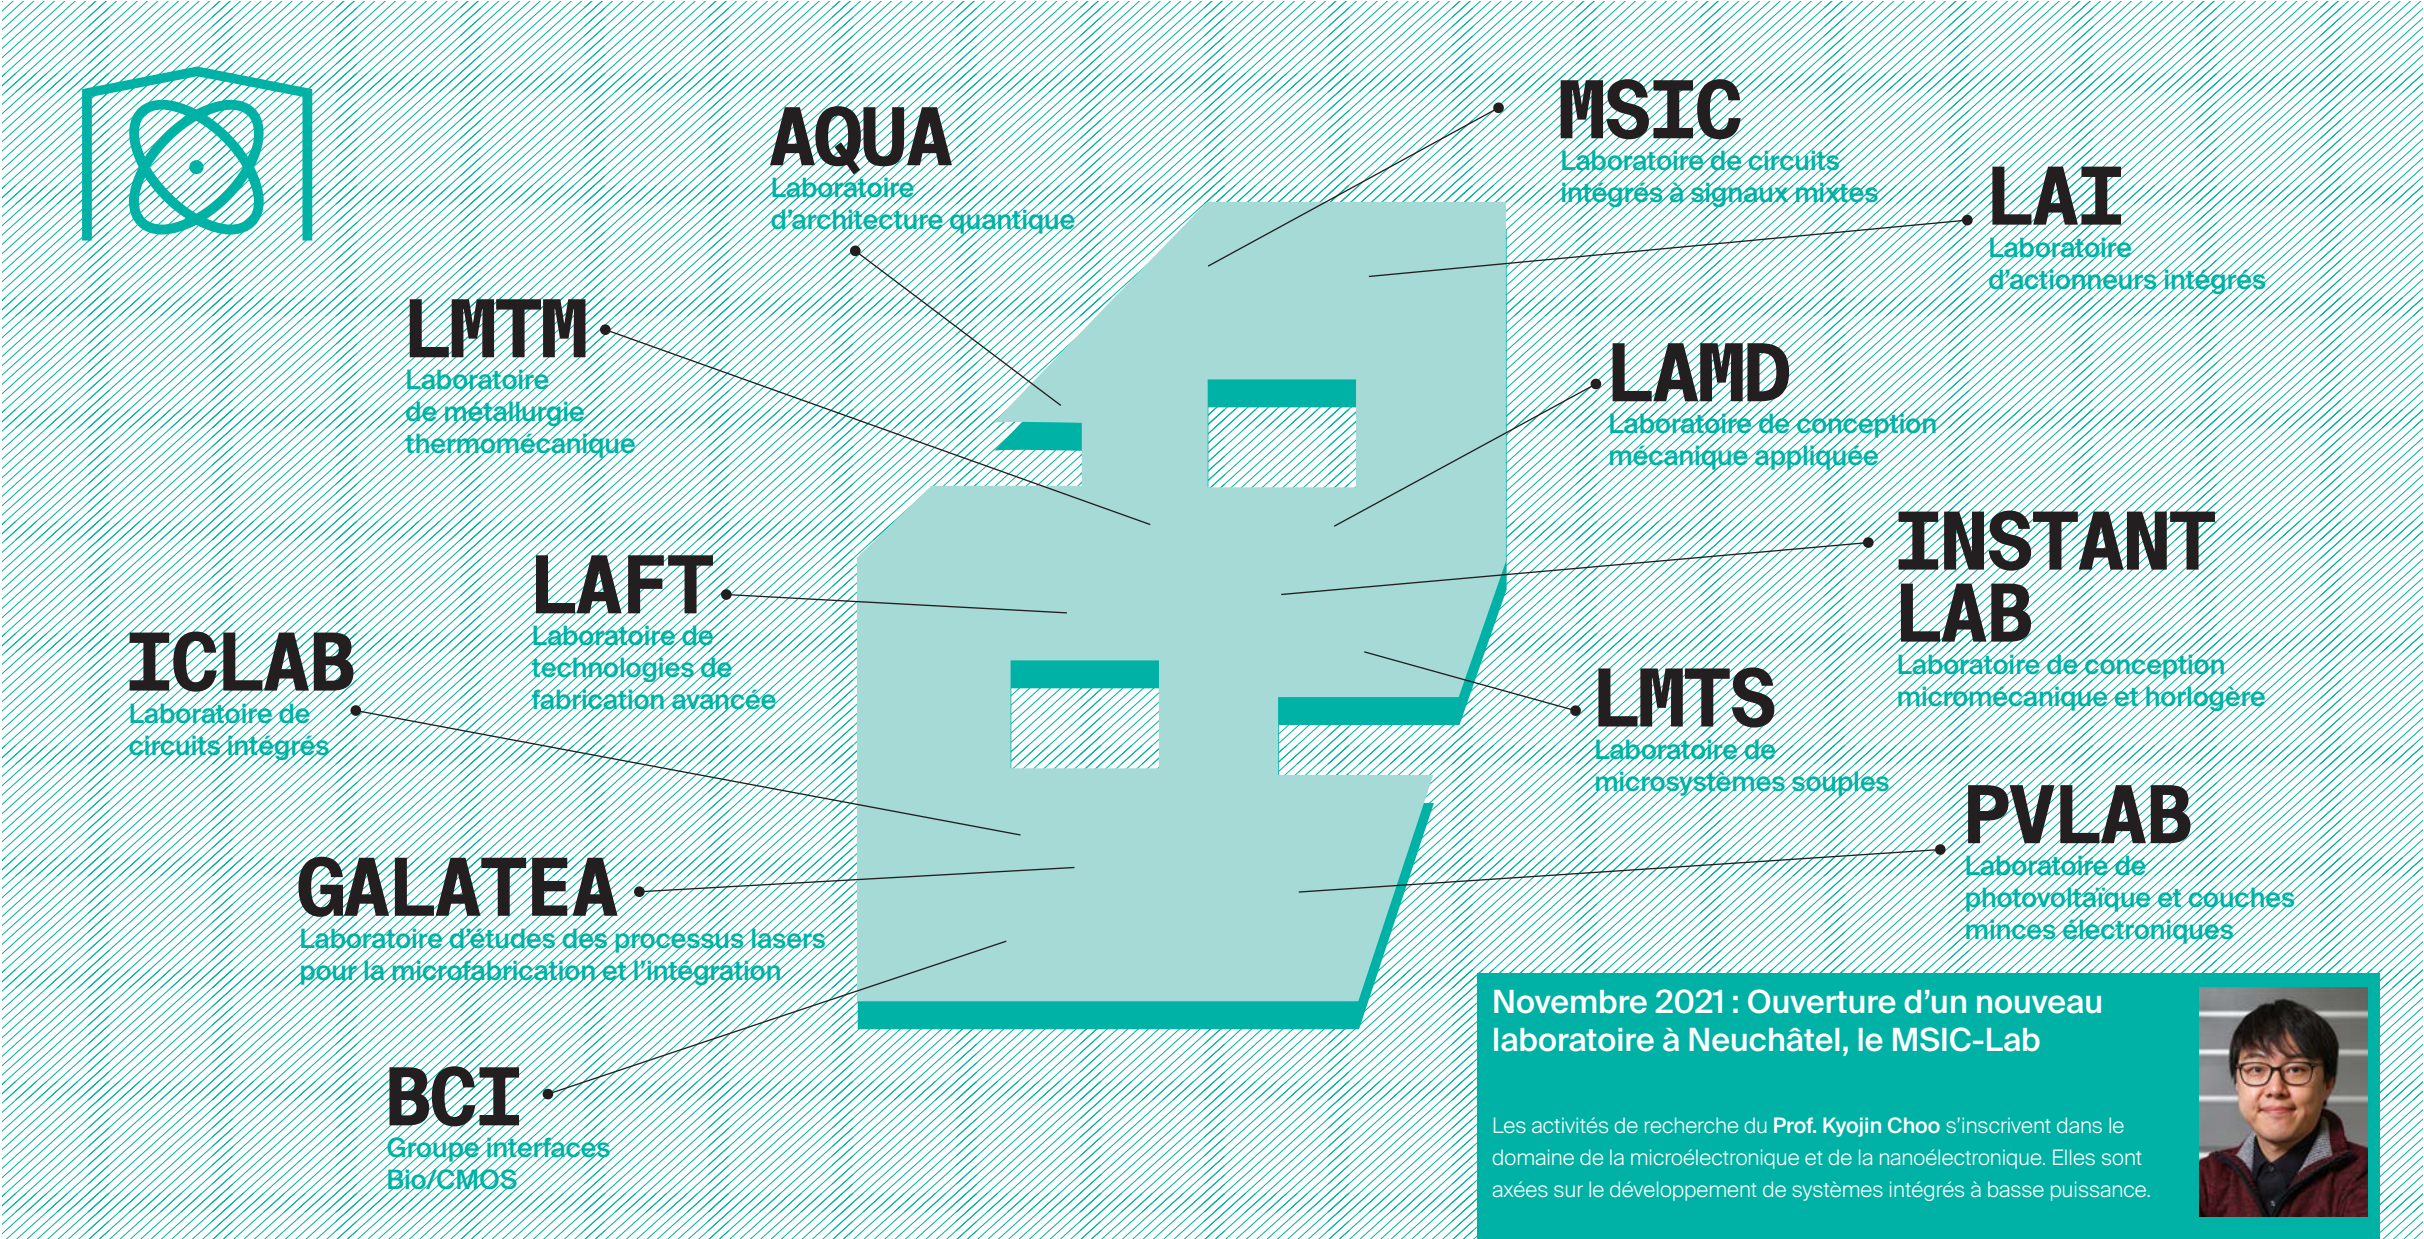 AQUA
Laboratoire
d'architecture quantique
MSIC
Laboratoire de circuits
intégrés à signaux mixtes
LAI
Laboratoire
d'actionneurs intégrés
LMTM
Laboratoire
de métallurgie
thermomécanique
LAMD
Laboratoire de conception
mécanique appliquée
INSTANT
LAB
Laboratoire de conception
micromécanique et horlogère
LAFT
Laboratoire de
technologies de
fabrication avancée
ICLAB
Laboratoire de
circuits intégrés
LMTS
Laboratoire de
microsystèmes souples
PVLAB
Laboratoire de
photovoltaïque et couches
minces électroniques
GALATEA
Laboratoire d'études des processus lasers
pour la microfabrication et l'intégration
BCI
Groupe interfaces
Bio/CMOS
Novembre 2021 : Ouverture d'un nouveau
laboratoire à Neuchâtel, le MSIC-Lab
Les activités de recherche du Prof. Kyojin Choo s'inscrivent dans le
domaine de la microélectronique et de la nanoélectronique. Elles sont
axées sur le développement de systèmes intégrés à basse puissance.